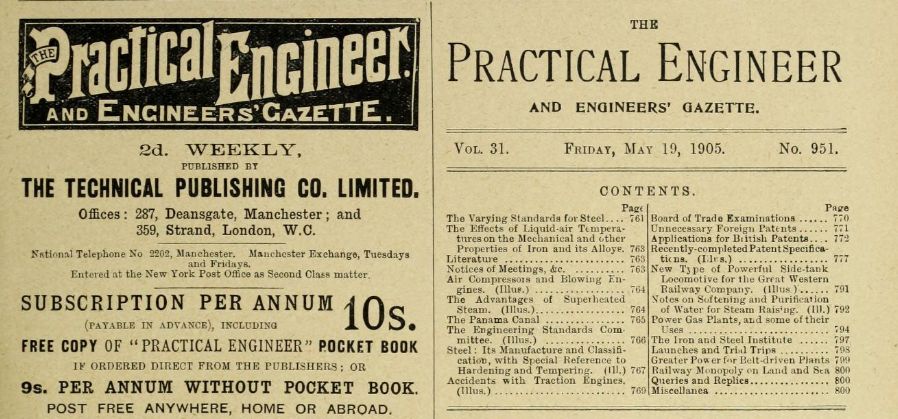 THE
Practical Engineer.
AND ENGINEERS' GAZETTE.
2d. WEEKLY,
PUBLISHED BY
THE TECHNICAL PUBLISHING CO. LIMITED.
Offices: 287, Deansgate, Manchester; and
359, Strand, London, W.C.
National Telephone No 2202, Manchester. Manchester Exchange, Tuesdays
and Fridays.
Entered at the New York Post Office as Second Class matter.
SUBSCRIPTION PER ANNUM 10s.
(PAYABLE IN ADVANCE), INCLUDING
FREE COPY OF "PRACTICAL ENGINEER" POCKET BOOK
IF ORDERED DIRECT FROM THE PUBLISHERS; OR
9s. PER ANNUM WITHOUT POCKET BOOK.
POST FREE ANYWHERE, HOME OR ABROAD.
THE
PRACTICAL ENGINEER
AND ENGINEERS' GAZETTE.
VOL. 31. FRIDAY, MAY 19, 1905. No. 951.
CONTENTS.
Page
The Varying Standards for Steel.... 761
The Effects of Liquid-air Tempera-
tures on the Mechanical and other
Properties of Iron and its Alloys. 763
Literature 763
Notices of Meetings, &c. 763
Air Compressors and Blowing En-
gines. (Illus.) 764
The Advantages of Superheated
Steam. (Illus.) 764
The Panama Canal 765
The Engineering Standards Com-
mittee. (Illus.) 766
Steel: Its Manufacture and Classifi-
cation, with Special Reference to
Hardening and Tempering. (Ill.) 767
Accidents with Traction Engines.
(Illus.) 769
Page
Board of Trade Examinations 770
Unnecessary Foreign Patents 771
Applications for British Patents.... 772
Recently-completed Patent Specifica-
tions. (Illus.) 777
New Type of Powerful Side-tank
Locomotive for the Great Western
Railway Company. (Illus.) 791
Notes on Softening and Purification
of Water for Steam Raising. (Ill.) 792
Power Gas Plants, and some of their
Uses 794
The Iron and Steel Institute 797
Launches and Trial Trips 798
Greater Power for Belt-driven Plants 799
Railway Monopoly on Land and Sea 800
Queries and Replies 800
Miscellanea 800